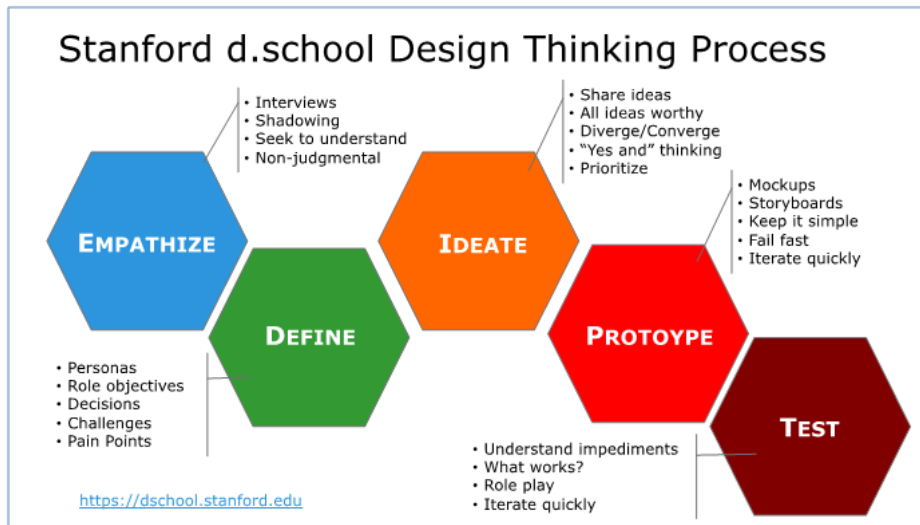 Stanford d.school Design Thinking Process
• Interviews
• Shadowing
• Seek to understand
• Non-judgmental
• Share ideas
• All ideas worthy
• Diverge/Converge
• “Yes and” thinking
• Prioritize
• Mockups
• Storyboards
• Keep it simple
• Fail fast
• Iterate quickly
EMPATHIZE
IDEATE
DEFINE
PROTOYPE
TEST
• Personas
• Role objectives
• Decisions
• Challenges
• Pain Points
• Understand impediments
• What works?
• Role play
• Iterate quickly
https://dschool.stanford.edu